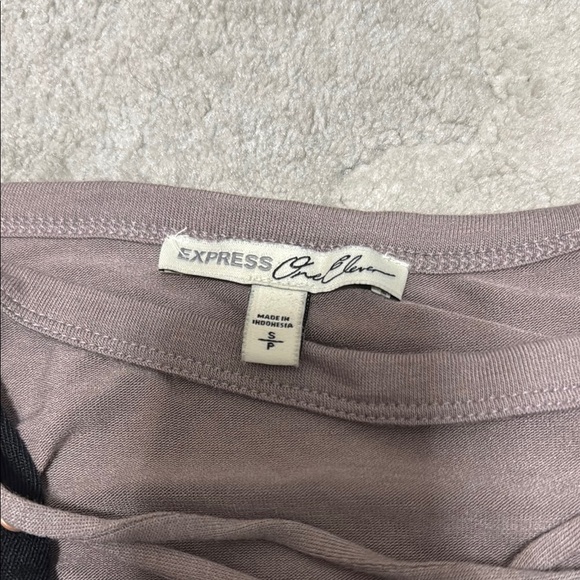 EXPRESS One Eleven
MADE IN
INDONESIA
S
P